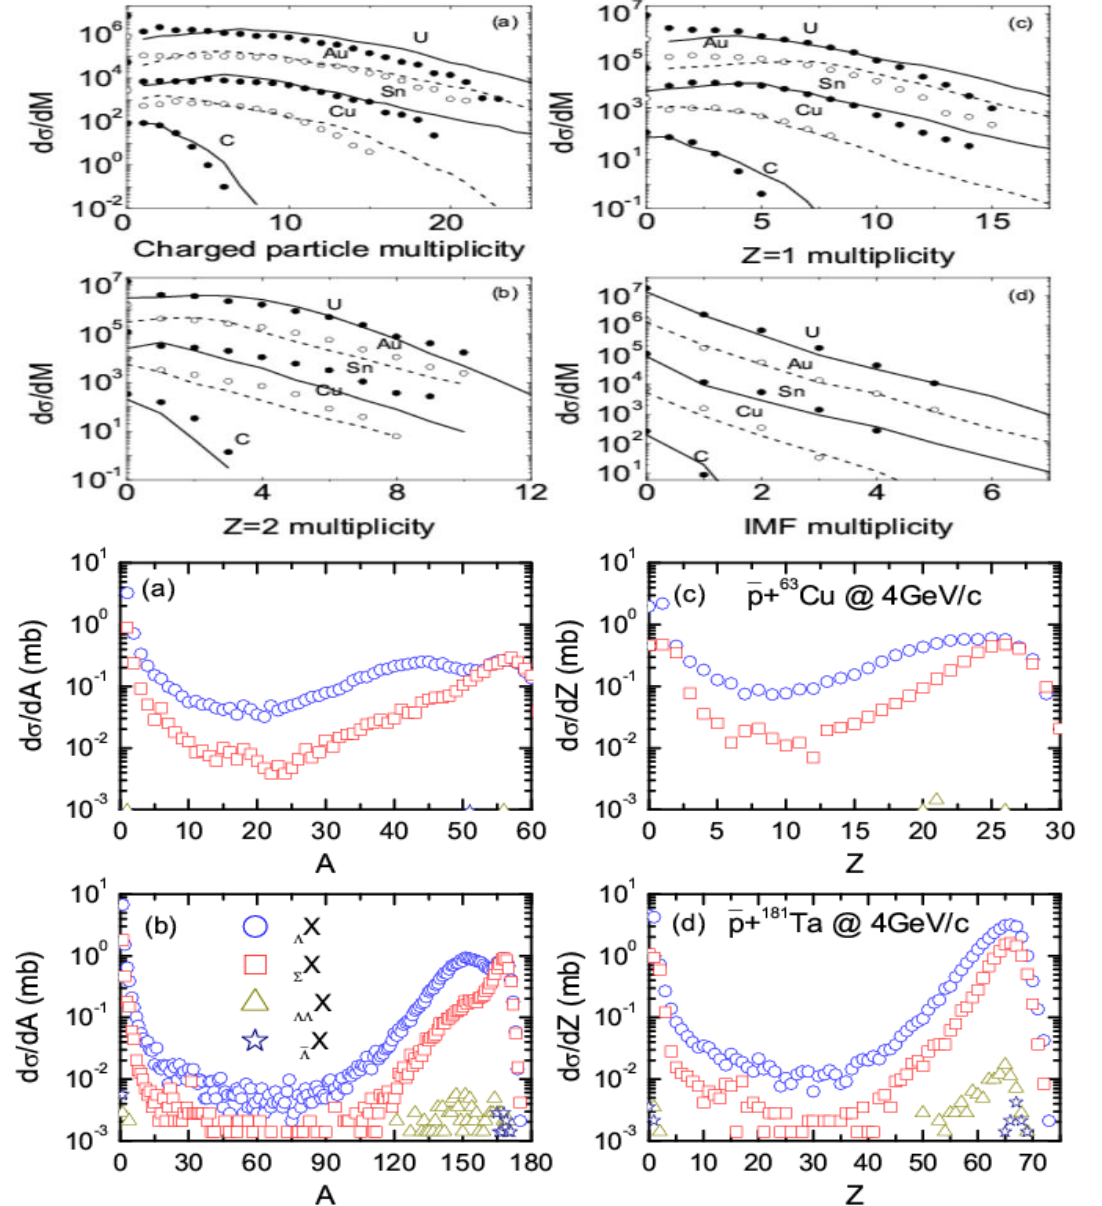 (a)
dσ/dM
10^6
10^4
10^2
10^0
10^-2
U
Au
Sn
Cu
C
0 10 20
Charged particle multiplicity
(c)
dσ/dM
10^7
10^5
10^3
10^1
10^-1
U
Au
Sn
Cu
C
0 5 10 15
Z=1 multiplicity
(b)
dσ/dM
10^7
10^5
10^3
10^1
10^-1
U
Au
Sn
Cu
C
0 4 8 12
Z=2 multiplicity
(d)
dσ/dM
10^7
10^6
10^5
10^4
10^3
10^2
10^1
U
Au
Sn
Cu
C
0 2 4 6
IMF multiplicity
(a)
dσ/dA (mb)
10^1
10^0
10^-1
10^-2
10^-3
0 10 20 30 40 50 60
A
(c) p̅+^63Cu @ 4GeV/c
dσ/dZ (mb)
10^1
10^0
10^-1
10^-2
10^-3
0 5 10 15 20 25 30
Z
(b)
_ΛX
_ΣX
_ΛΛX
_Λ̅X
dσ/dA (mb)
10^1
10^0
10^-1
10^-2
10^-3
0 30 60 90 120 150 180
A
(d) p̅+^181Ta @ 4GeV/c
dσ/dZ (mb)
10^1
10^0
10^-1
10^-2
10^-3
0 10 20 30 40 50 60 70
Z